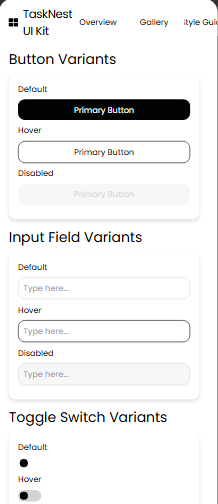 TaskNest
UI Kit
Overview
Gallery
Style Gui
Button Variants
Default
Primary Button
Hover
Primary Button
Disabled
Primary Button
Input Field Variants
Default
Type here...
Hover
Type here...
Disabled
Type here...
Toggle Switch Variants
Default
Hover